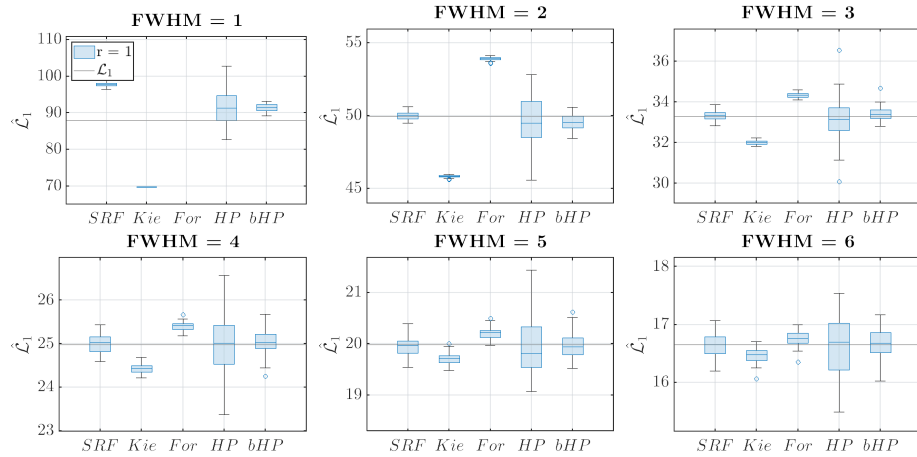 FWHM = 1
FWHM = 2
FWHM = 3
110
100
90
80
70
r = 1
ℒ₁
ℒ̂₁
SRF Kie For HP bHP
55
50
45
ℒ̂₁
SRF Kie For HP bHP
36
34
32
30
ℒ̂₁
SRF Kie For HP bHP
FWHM = 4
FWHM = 5
FWHM = 6
26
25
24
23
ℒ̂₁
SRF Kie For HP bHP
21
20
19
ℒ̂₁
SRF Kie For HP bHP
18
17
16
ℒ̂₁
SRF Kie For HP bHP